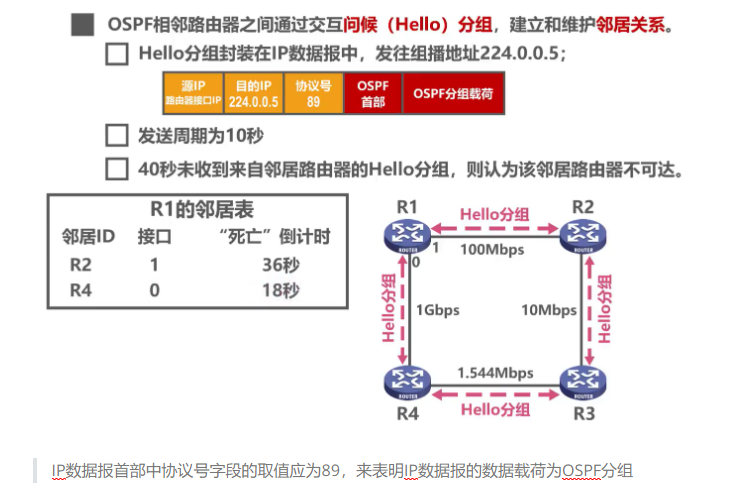 OSPF相邻路由器之间通过交互问候（Hello）分组，建立和维护邻居关系。
Hello分组封装在IP数据报中，发往组播地址224.0.0.5；
源IP
路由器接口IP
目的IP
224.0.0.5
协议号
89
OSPF
首部
OSPF分组载荷
发送周期为10秒
40秒未收到来自邻居路由器的Hello分组，则认为该邻居路由器不可达。
R1的邻居表
邻居ID 接口 “死亡”倒计时
R2 1 36秒
R4 0 18秒
R1
Hello分组
R2
ROUTER
1
100Mbps
ROUTER
0
Hello分组
1Gbps
10Mbps
Hello分组
1.544Mbps
ROUTER
ROUTER
R4
Hello分组
R3
IP数据报首部中协议号字段的取值应为89，来表明IP数据报的数据载荷为OSPF分组